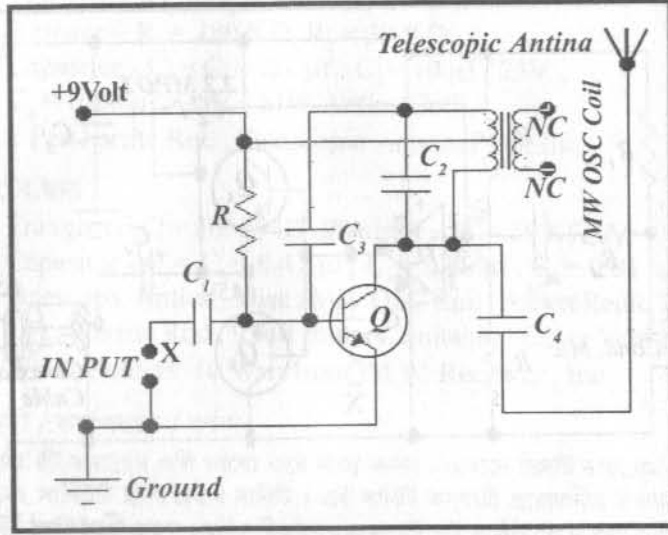 Telescopic Antina
+9Volt
NC
C2
NC
MW OSC Coil
R
C3
C1
Q
C4
X
IN PUT
Ground